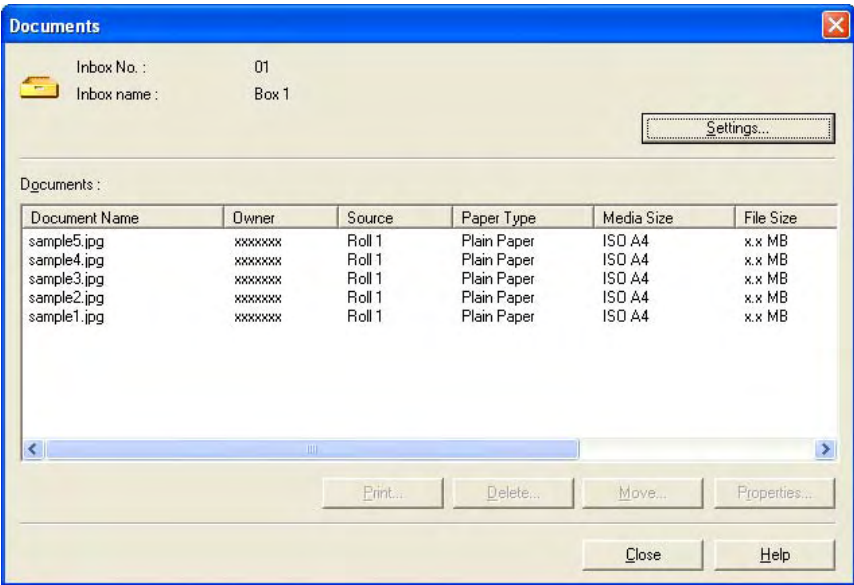 Documents
Inbox No. : 01
Inbox name : Box 1
Settings...
Documents :
Document Name Owner Source Paper Type Media Size File Size
sample5.jpg xxxxxxx Roll 1 Plain Paper ISO A4 x.x MB
sample4.jpg xxxxxxx Roll 1 Plain Paper ISO A4 x.x MB
sample3.jpg xxxxxxx Roll 1 Plain Paper ISO A4 x.x MB
sample2.jpg xxxxxxx Roll 1 Plain Paper ISO A4 x.x MB
sample1.jpg xxxxxxx Roll 1 Plain Paper ISO A4 x.x MB
Print... Delete... Move... Properties...
Close Help